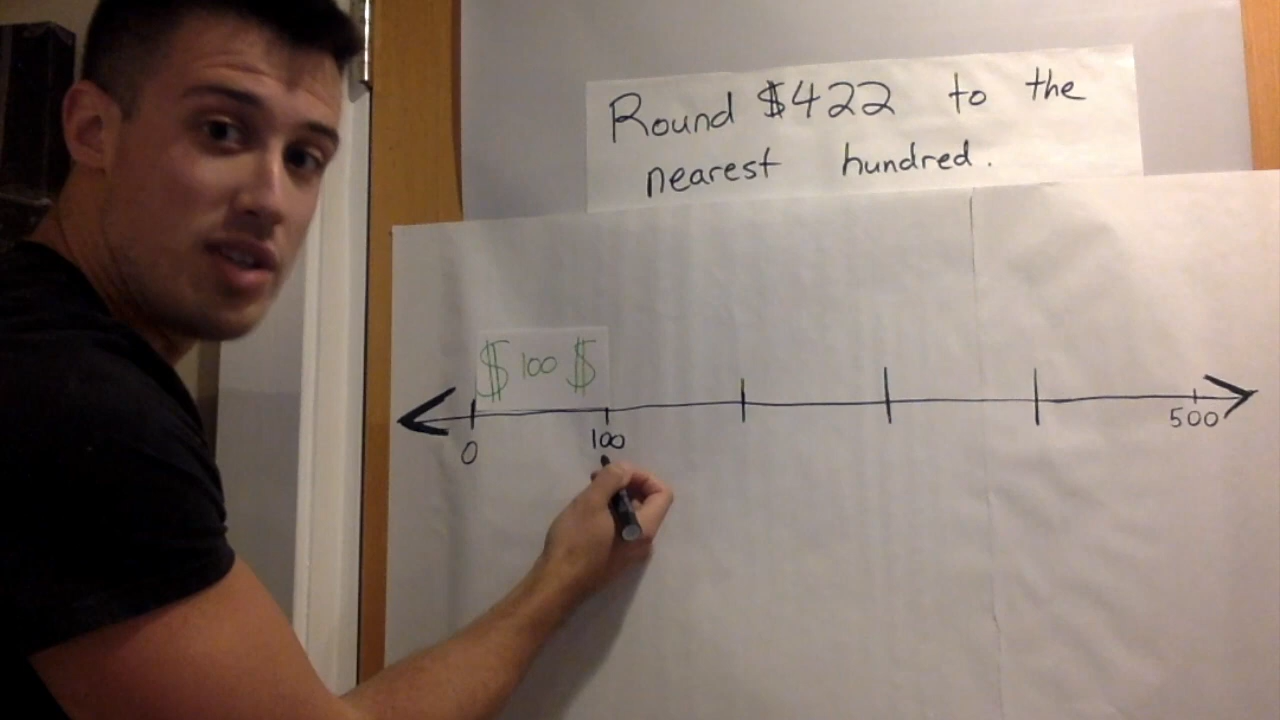 Round $422 to the
nearest hundred.
$ 100 $
0 100 500